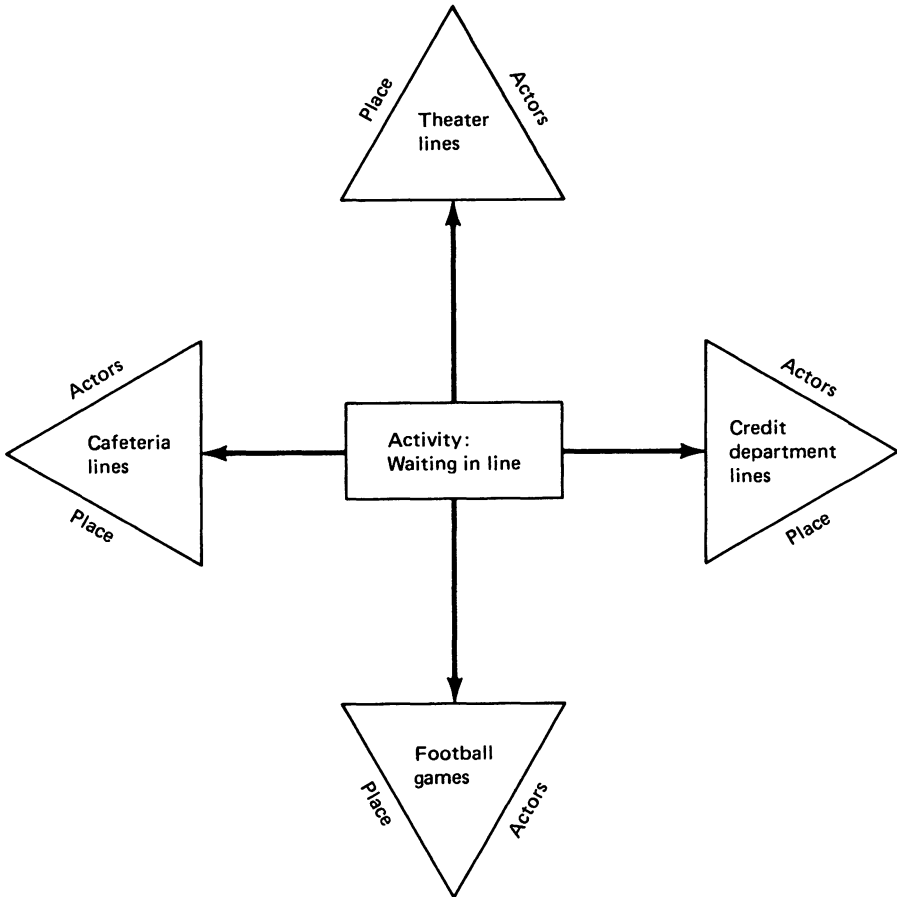 Place
Actors
Theater
lines
Actors
Cafeteria
lines
Place
Activity:
Waiting in line
Actors
Credit
department
lines
Place
Football
games
Place
Actors